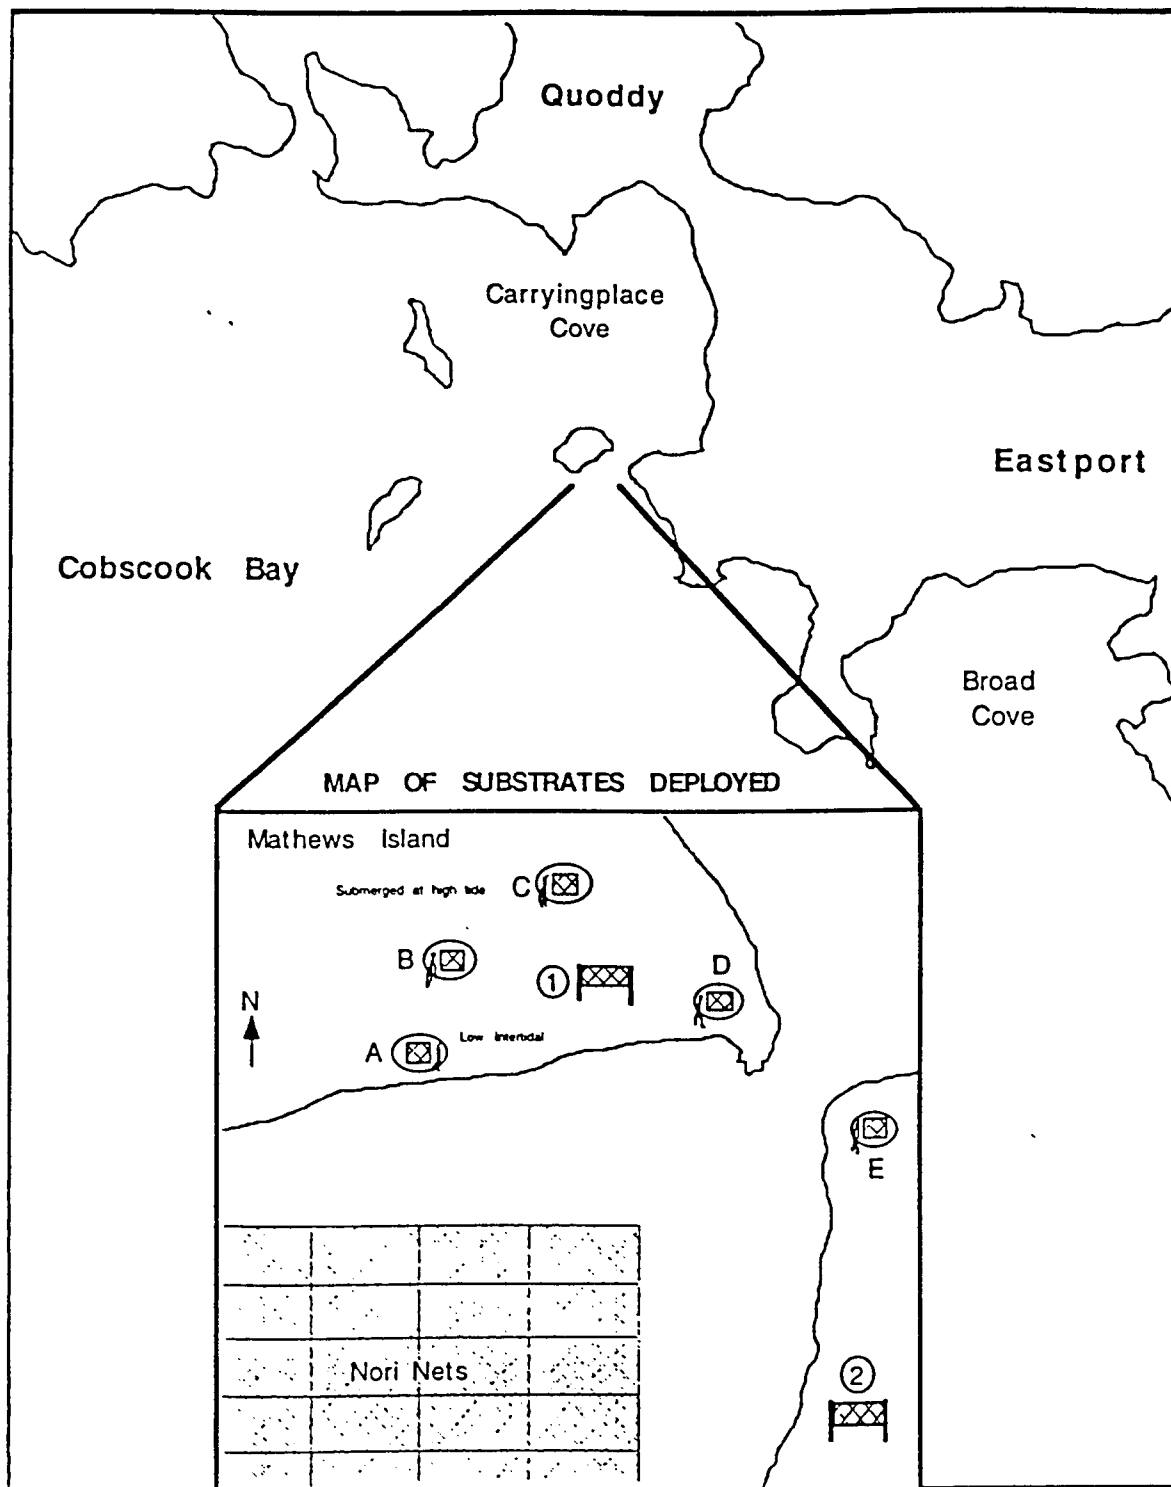 Quoddy
Carryingplace
Cove
Eastport
Cobscook Bay
Broad
Cove
MAP OF SUBSTRATES DEPLOYED
Mathews Island
Submerged at high tide
C
B
1
D
N
A
Low Intertidal
E
Nori Nets
2